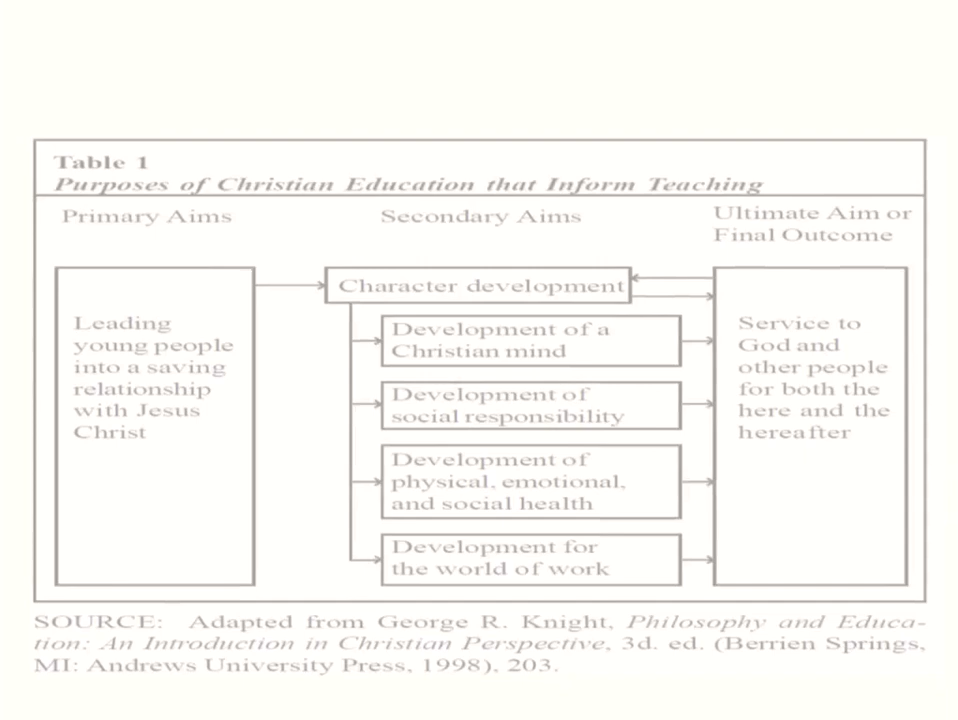 Table 1
Purposes of Christian Education that Inform Teaching
Primary Aims
Secondary Aims
Ultimate Aim or
Final Outcome
Leading
young people
into a saving
relationship
with Jesus
Christ
Character development
Development of a
Christian mind
Development of
social responsibility
Development of
physical, emotional,
and social health
Development for
the world of work
Service to
God and
other people
for both the
here and the
hereafter
SOURCE: Adapted from George R. Knight, Philosophy and Educa-
tion: An Introduction in Christian Perspective, 3d. ed. (Berrien Springs,
MI: Andrews University Press, 1998), 203.